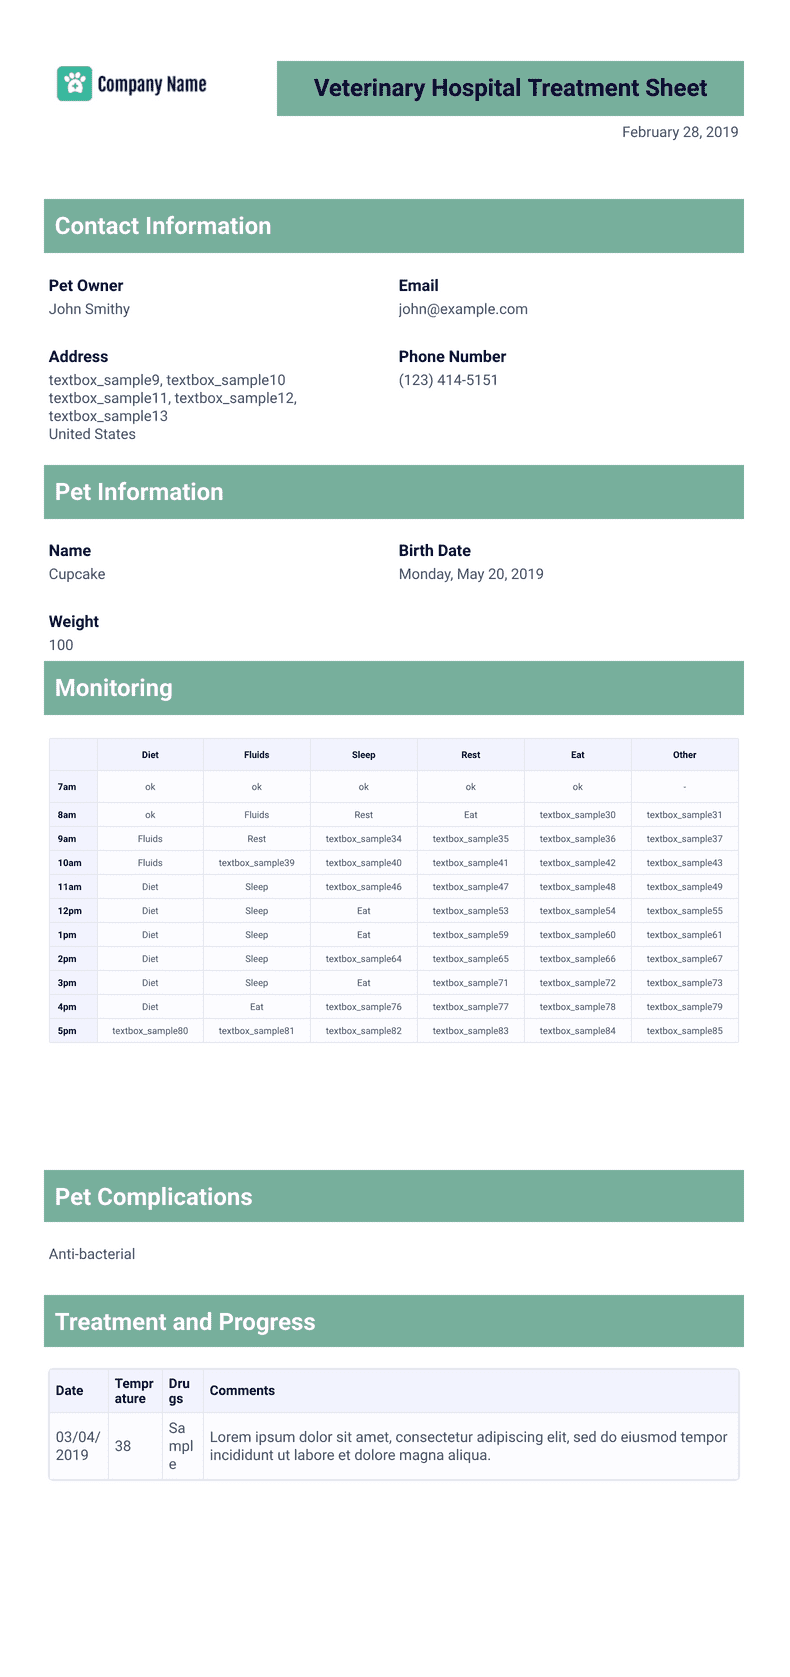 Company Name
Veterinary Hospital Treatment Sheet
February 28, 2019
Contact Information
Pet Owner
John Smithy
Email
john@example.com
Address
textbox_sample9, textbox_sample10
textbox_sample11, textbox_sample12,
textbox_sample13
United States
Phone Number
(123) 414-5151
Pet Information
Name
Cupcake
Birth Date
Monday, May 20, 2019
Weight
100
Monitoring
Diet Fluids Sleep Rest Eat Other
7am ok ok ok ok ok -
8am ok Fluids Rest Eat textbox_sample30 textbox_sample31
9am Fluids Rest textbox_sample34 textbox_sample35 textbox_sample36 textbox_sample37
10am Fluids textbox_sample39 textbox_sample40 textbox_sample41 textbox_sample42 textbox_sample43
11am Diet Sleep textbox_sample46 textbox_sample47 textbox_sample48 textbox_sample49
12pm Diet Sleep Eat textbox_sample53 textbox_sample54 textbox_sample55
1pm Diet Sleep Eat textbox_sample59 textbox_sample60 textbox_sample61
2pm Diet Sleep textbox_sample64 textbox_sample65 textbox_sample66 textbox_sample67
3pm Diet Sleep Eat textbox_sample71 textbox_sample72 textbox_sample73
4pm Diet Eat textbox_sample76 textbox_sample77 textbox_sample78 textbox_sample79
5pm textbox_sample80 textbox_sample81 textbox_sample82 textbox_sample83 textbox_sample84 textbox_sample85
Pet Complications
Anti-bacterial
Treatment and Progress
Date
Tempr
ature
Dru
gs
Comments
03/04/
2019
38
Sa
mpl
e
Lorem ipsum dolor sit amet, consectetur adipiscing elit, sed do eiusmod tempor
incididunt ut labore et dolore magna aliqua.